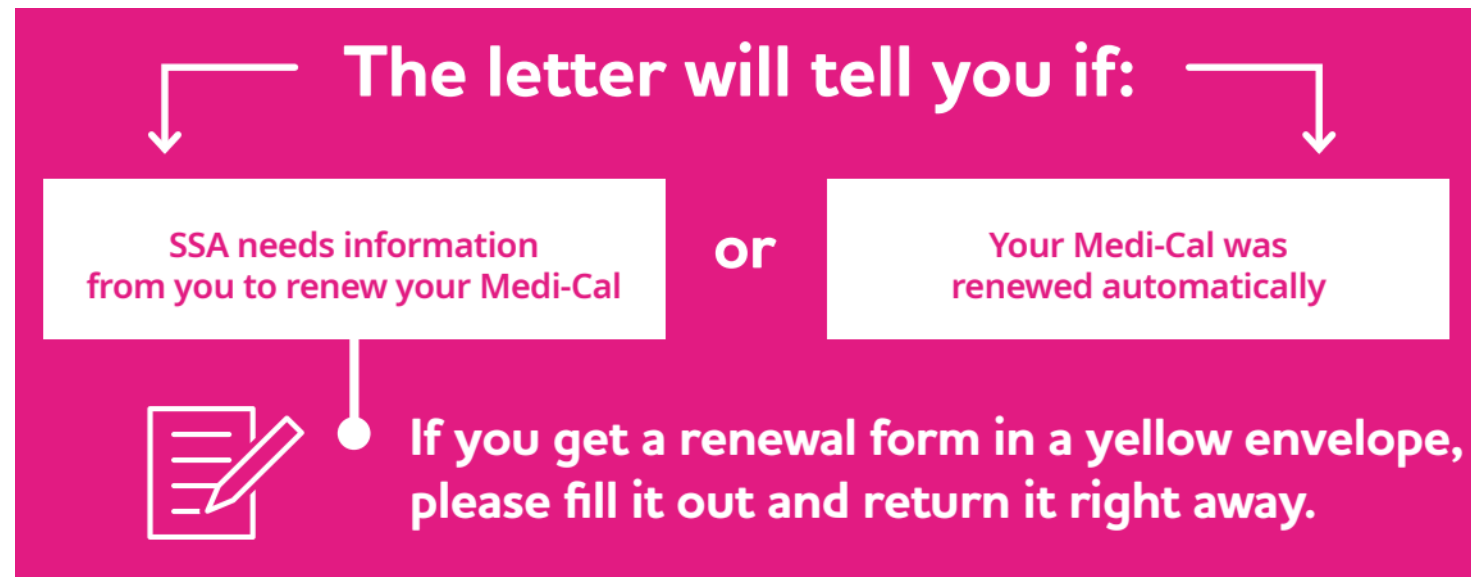 The letter will tell you if:
SSA needs information
from you to renew your Medi-Cal
or
Your Medi-Cal was
renewed automatically
If you get a renewal form in a yellow envelope,
please fill it out and return it right away.